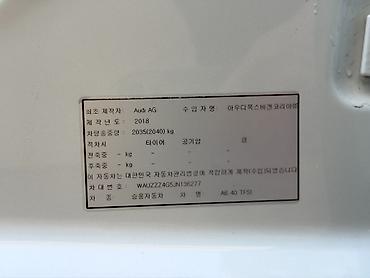 최초 제작자: Audi AG 수 입 자 명: 아우디폭스바겐코리아㈜
제 작 년 도: 2018
차량총중량: 2035(2040) kg
적차시 타이어 공기압 림
전축중 - kg - - -
후축중 - kg - - -
이 자동차는 대한민국 자동차관리법령에 적합하게 제작(수입)되었습니다
차 대 번 호: WAUZZZ4G5JN136277
차 종: 승용자동차 A6 40 TFSI